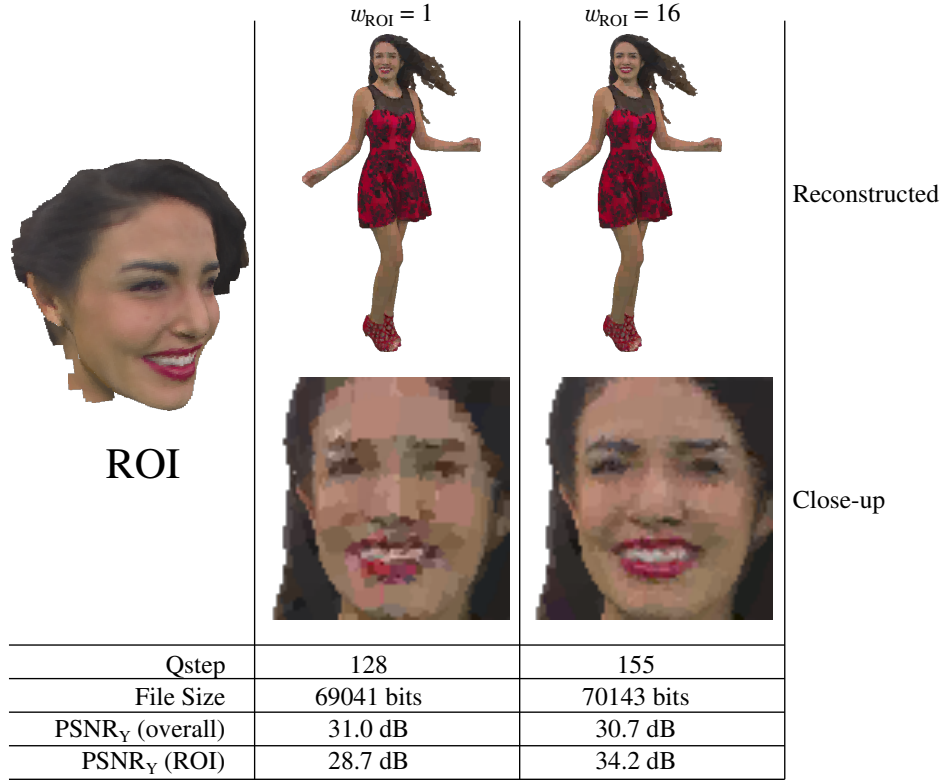 w_ROI = 1 w_ROI = 16
Reconstructed
ROI
Close-up
Qstep 128 155
File Size 69041 bits 70143 bits
PSNR_Y (overall) 31.0 dB 30.7 dB
PSNR_Y (ROI) 28.7 dB 34.2 dB